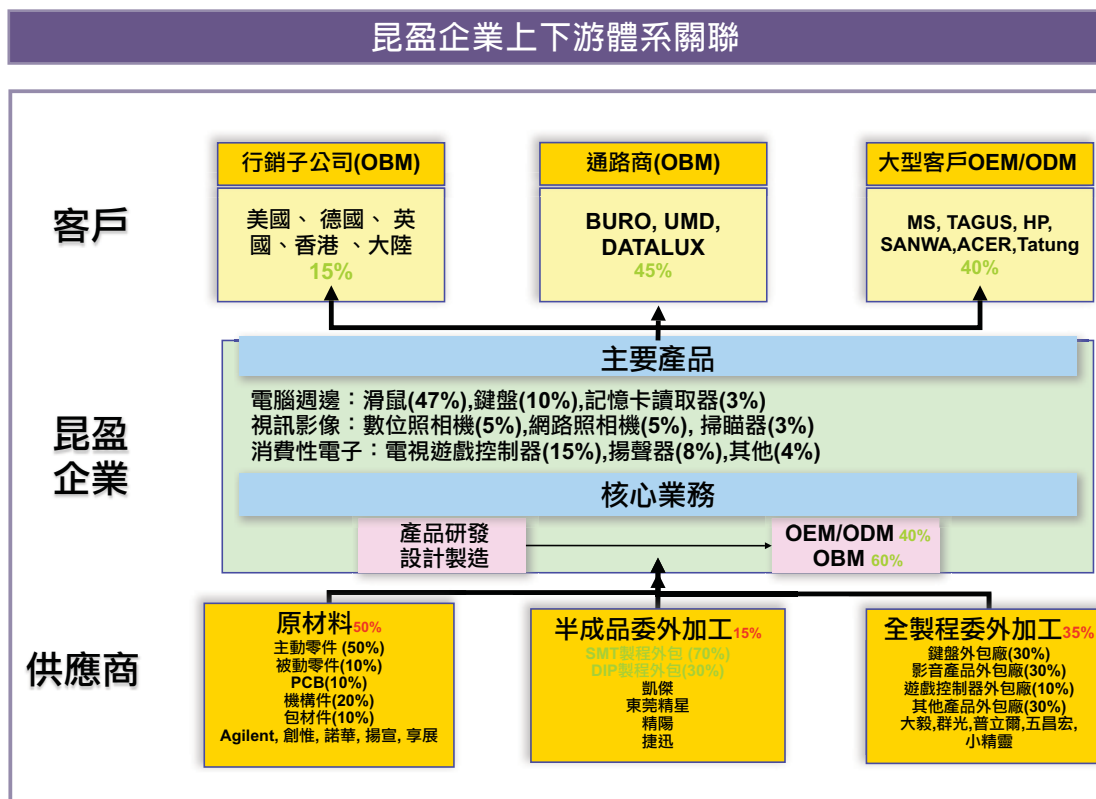 昆盈企業上下游體系關聯
客戶
行銷子公司(OBM)
美國、 德國、 英
國、香港 、大陸
15%
通路商(OBM)
BURO, UMD,
DATALUX
45%
大型客戶OEM/ODM
MS, TAGUS, HP,
SANWA,ACER,Tatung
40%
昆盈
企業
主要產品
電腦週邊：滑鼠(47%),鍵盤(10%),記憶卡讀取器(3%)
視訊影像：數位照相機(5%),網路照相機(5%), 掃瞄器(3%)
消費性電子：電視遊戲控制器(15%),揚聲器(8%),其他(4%)
核心業務
產品研發
設計製造
OEM/ODM 40%
OBM 60%
供應商
原材料50%
主動零件 (50%)
被動零件(10%)
PCB(10%)
機構件(20%)
包材件(10%)
Agilent, 創惟, 諾華, 揚宣, 享展
半成品委外加工15%
SMT製程外包 (70%)
DIP製程外包(30%)
凱傑
東莞精星
精陽
捷迅
全製程委外加工35%
鍵盤外包廠(30%)
影音產品外包廠(30%)
遊戲控制器外包廠(10%)
其他產品外包廠(30%)
大毅,群光,普立爾,五昌宏,
小精靈